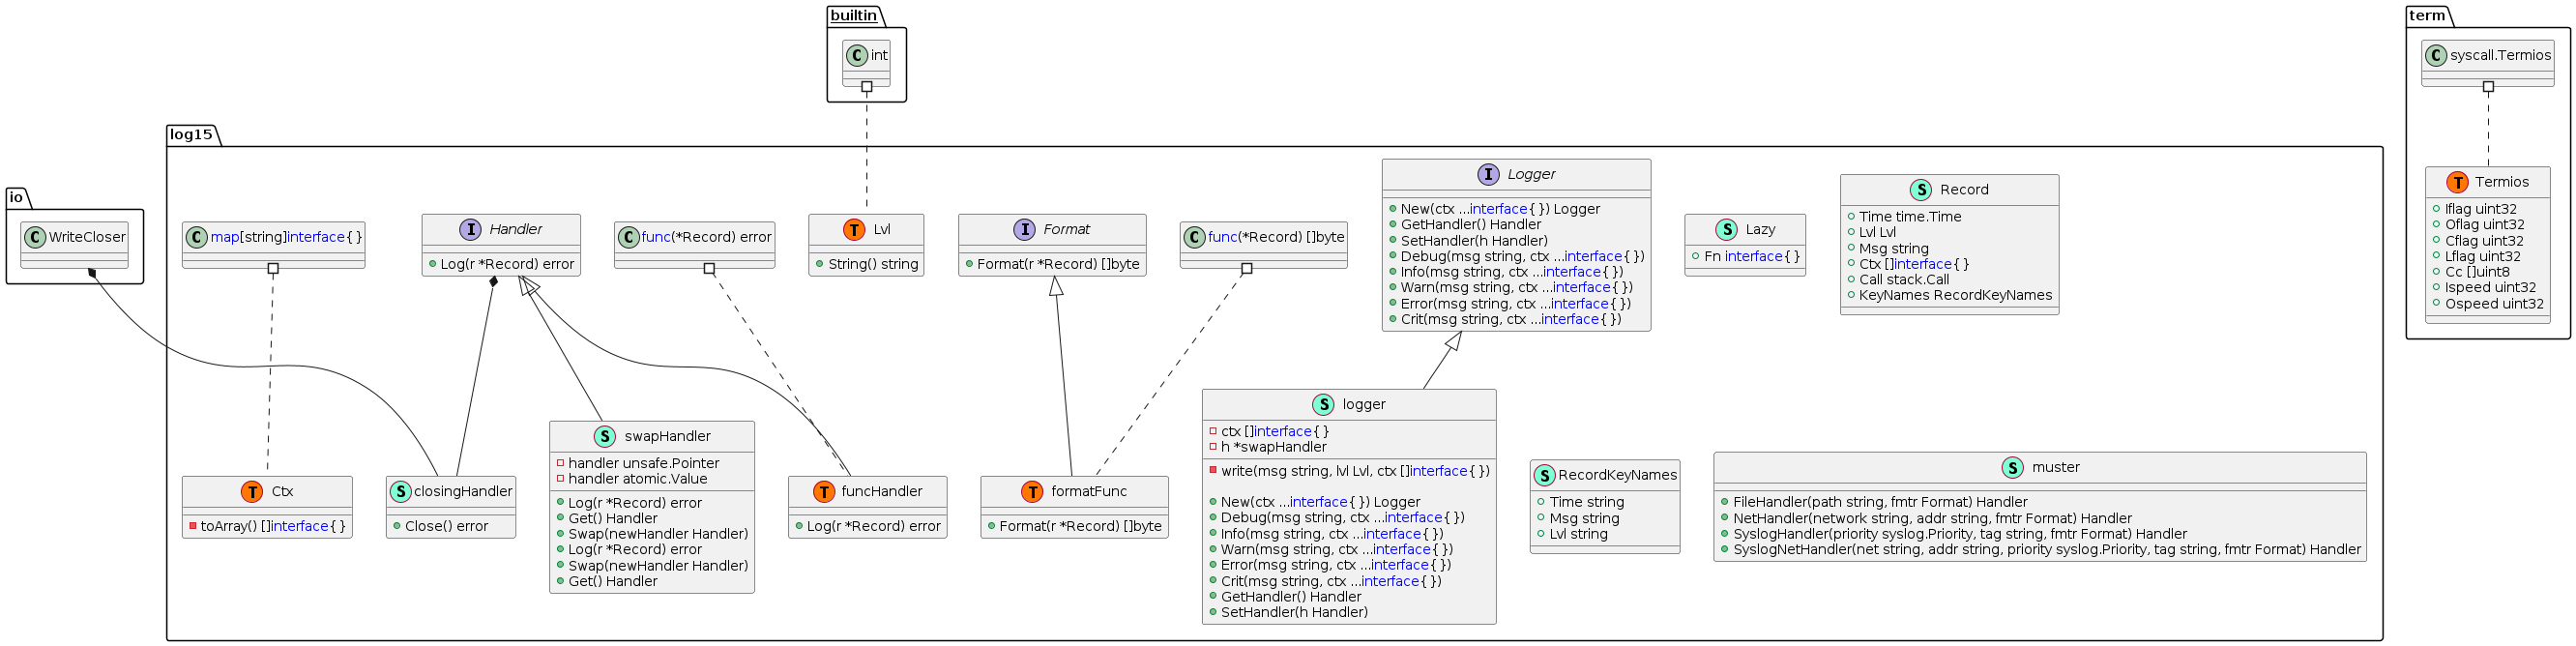 builtin
C int
term
C syscall.Termios
T Termios
Iflag uint32
Oflag uint32
Cflag uint32
Lflag uint32
Cc []uint8
Ispeed uint32
Ospeed uint32
io
C WriteCloser
log15
C map[string]interface{}
I Handler
Log(r *Record) error
C func(*Record) error
T Lvl
String() string
I Format
Format(r *Record) []byte
C func(*Record) []byte
I Logger
New(ctx ...interface{}) Logger
GetHandler() Handler
SetHandler(h Handler)
Debug(msg string, ctx ...interface{})
Info(msg string, ctx ...interface{})
Warn(msg string, ctx ...interface{})
Error(msg string, ctx ...interface{})
Crit(msg string, ctx ...interface{})
S Lazy
Fn interface{}
S Record
Time time.Time
Lvl Lvl
Msg string
Ctx []interface{}
Call stack.Call
KeyNames RecordKeyNames
T Ctx
toArray() []interface{}
S closingHandler
Close() error
S swapHandler
handler unsafe.Pointer
handler atomic.Value
Log(r *Record) error
Get() Handler
Swap(newHandler Handler)
Log(r *Record) error
Swap(newHandler Handler)
Get() Handler
T funcHandler
Log(r *Record) error
T formatFunc
Format(r *Record) []byte
S logger
ctx []interface{}
h *swapHandler
write(msg string, lvl Lvl, ctx []interface{})
New(ctx ...interface{}) Logger
Debug(msg string, ctx ...interface{})
Info(msg string, ctx ...interface{})
Warn(msg string, ctx ...interface{})
Error(msg string, ctx ...interface{})
Crit(msg string, ctx ...interface{})
GetHandler() Handler
SetHandler(h Handler)
S RecordKeyNames
Time string
Msg string
Lvl string
S muster
FileHandler(path string, fmtr Format) Handler
NetHandler(network string, addr string, fmtr Format) Handler
SyslogHandler(priority syslog.Priority, tag string, fmtr Format) Handler
SyslogNetHandler(net string, addr string, priority syslog.Priority, tag string, fmtr Format) Handler